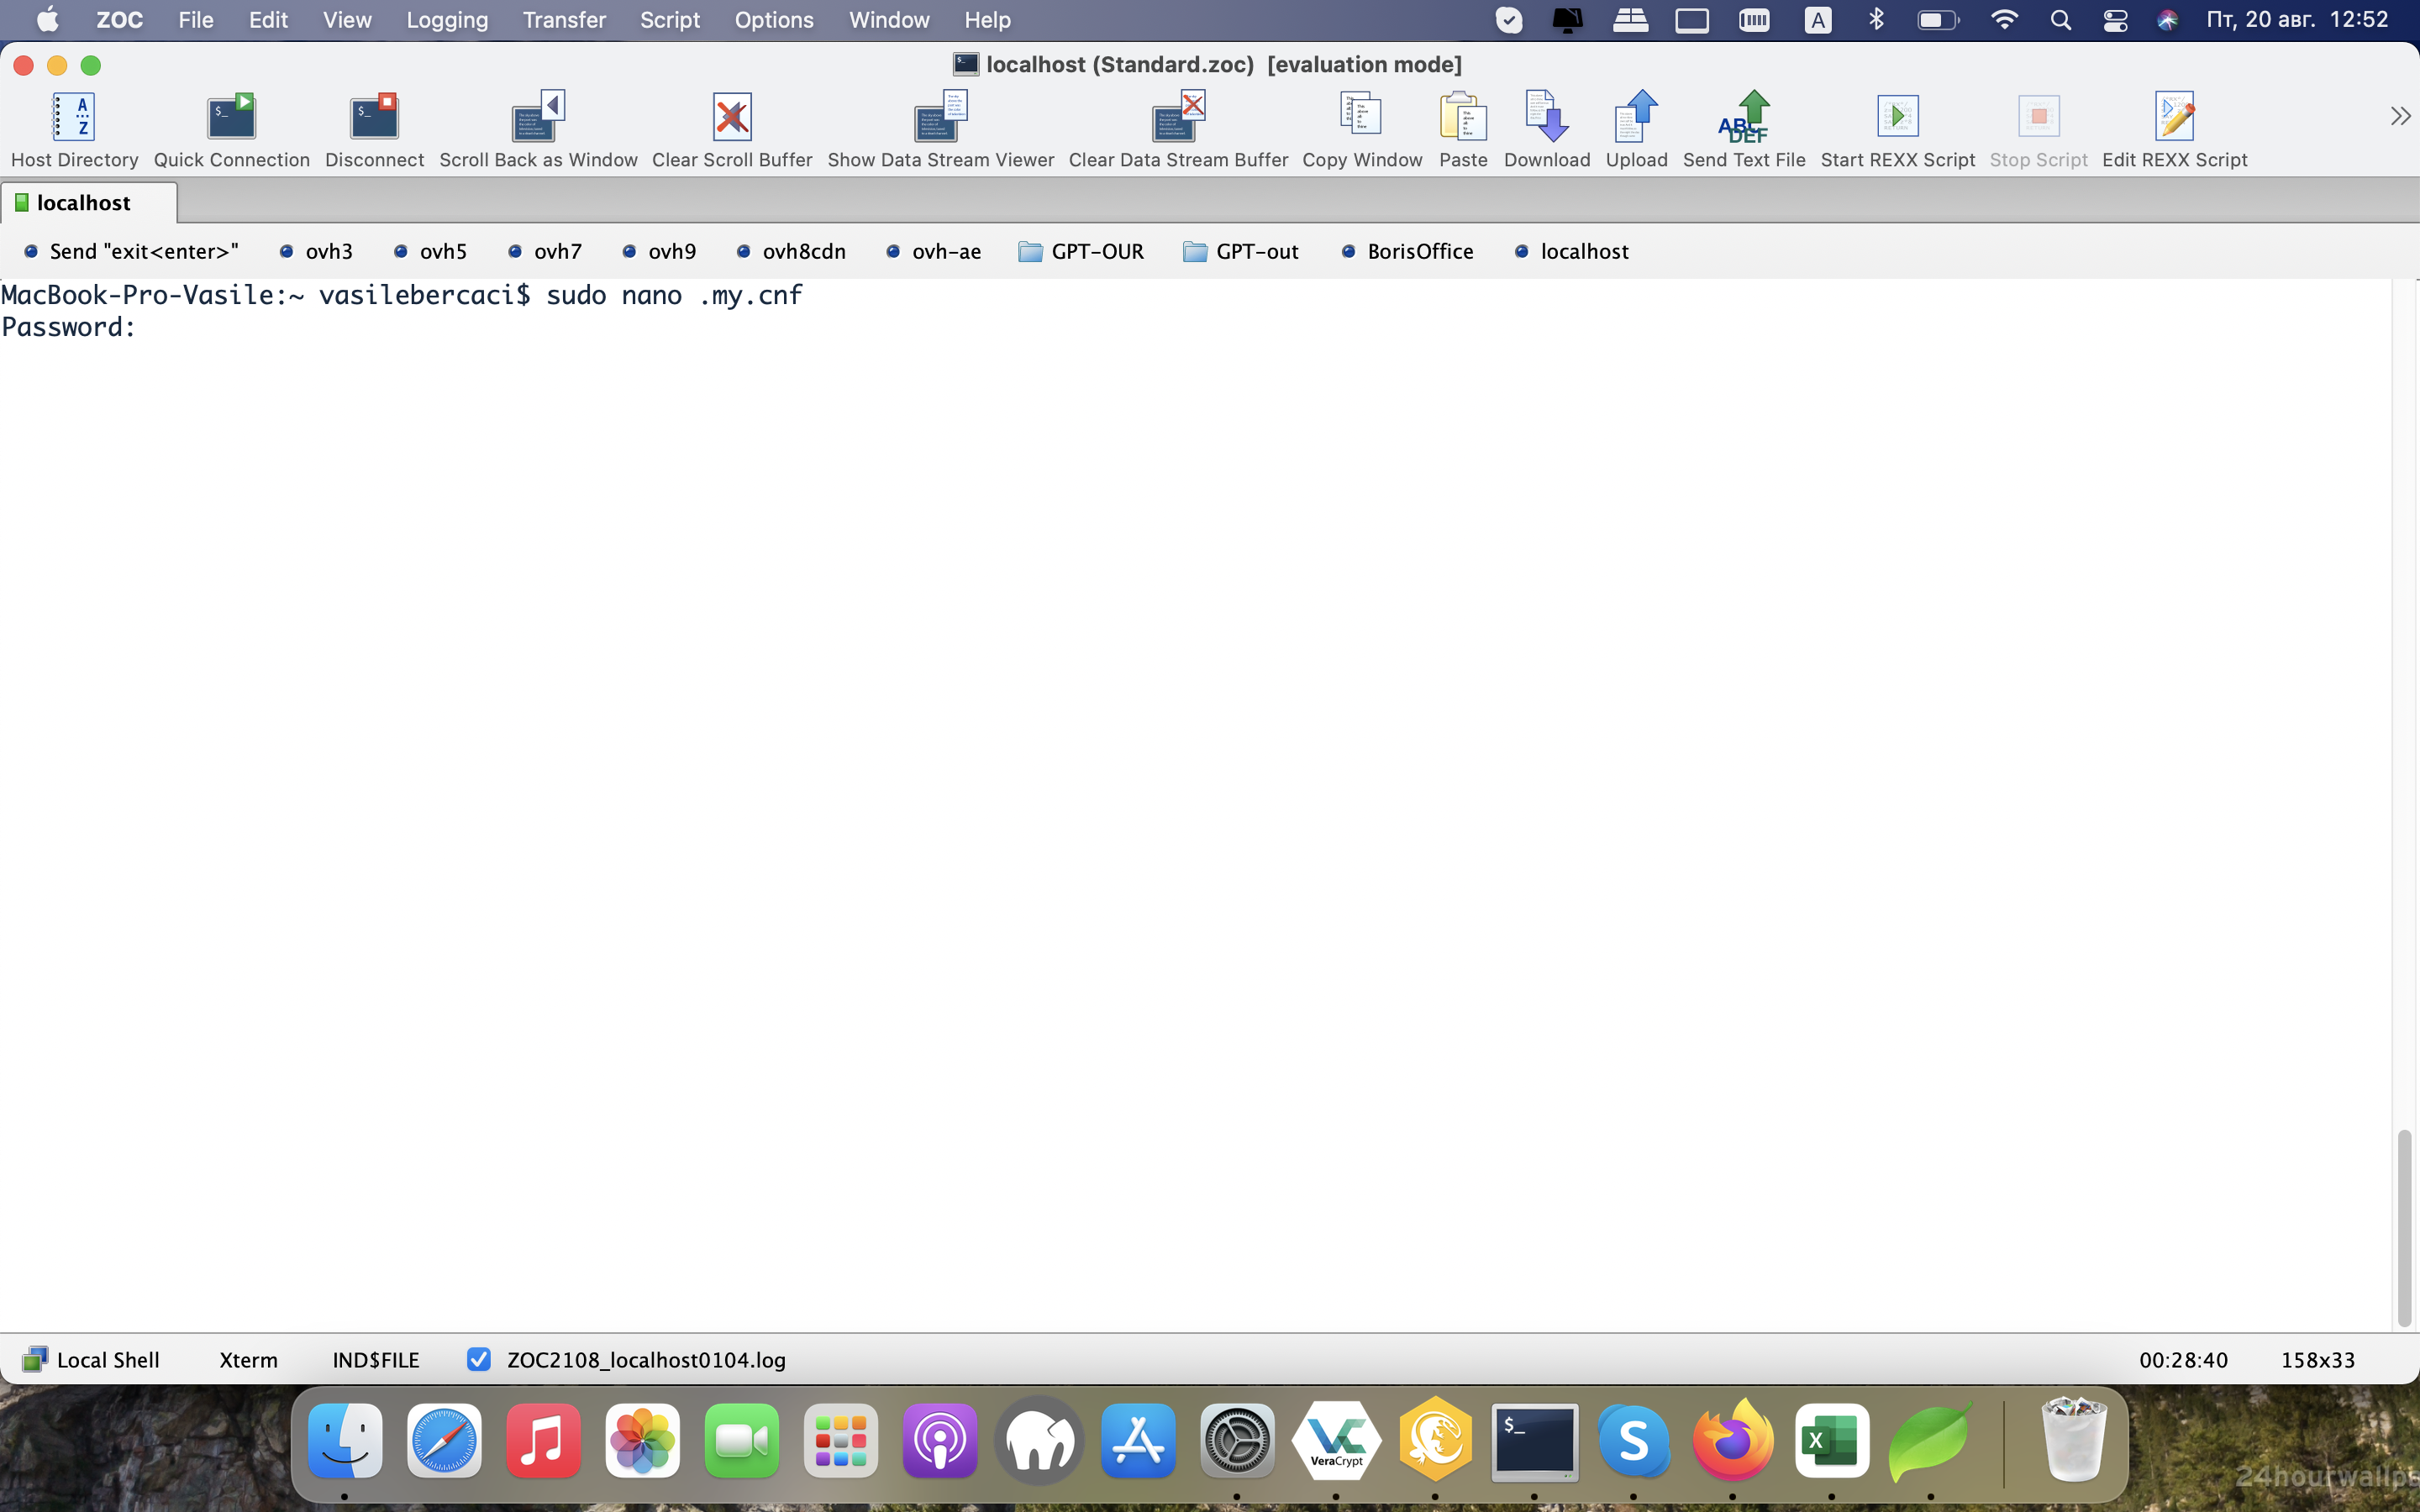 ZOC File Edit View Logging Transfer Script Options Window Help A Пт, 20 авг. 12:52
localhost (Standard.zoc) [evaluation mode]
Host Directory Quick Connection Disconnect Scroll Back as Window Clear Scroll Buffer Show Data Stream Viewer Clear Data Stream Buffer Copy Window Paste Download Upload Send Text File Start REXX Script Stop Script Edit REXX Script
localhost
Send "exit<enter>" ovh3 ovh5 ovh7 ovh9 ovh8cdn ovh-ae GPT-OUR GPT-out BorisOffice localhost
MacBook-Pro-Vasile:~ vasilebercaci$ sudo nano .my.cnf
Password:
Local Shell Xterm IND$FILE ZOC2108_localhost0104.log 00:28:40 158x33
VeraCrypt
24hourwallp